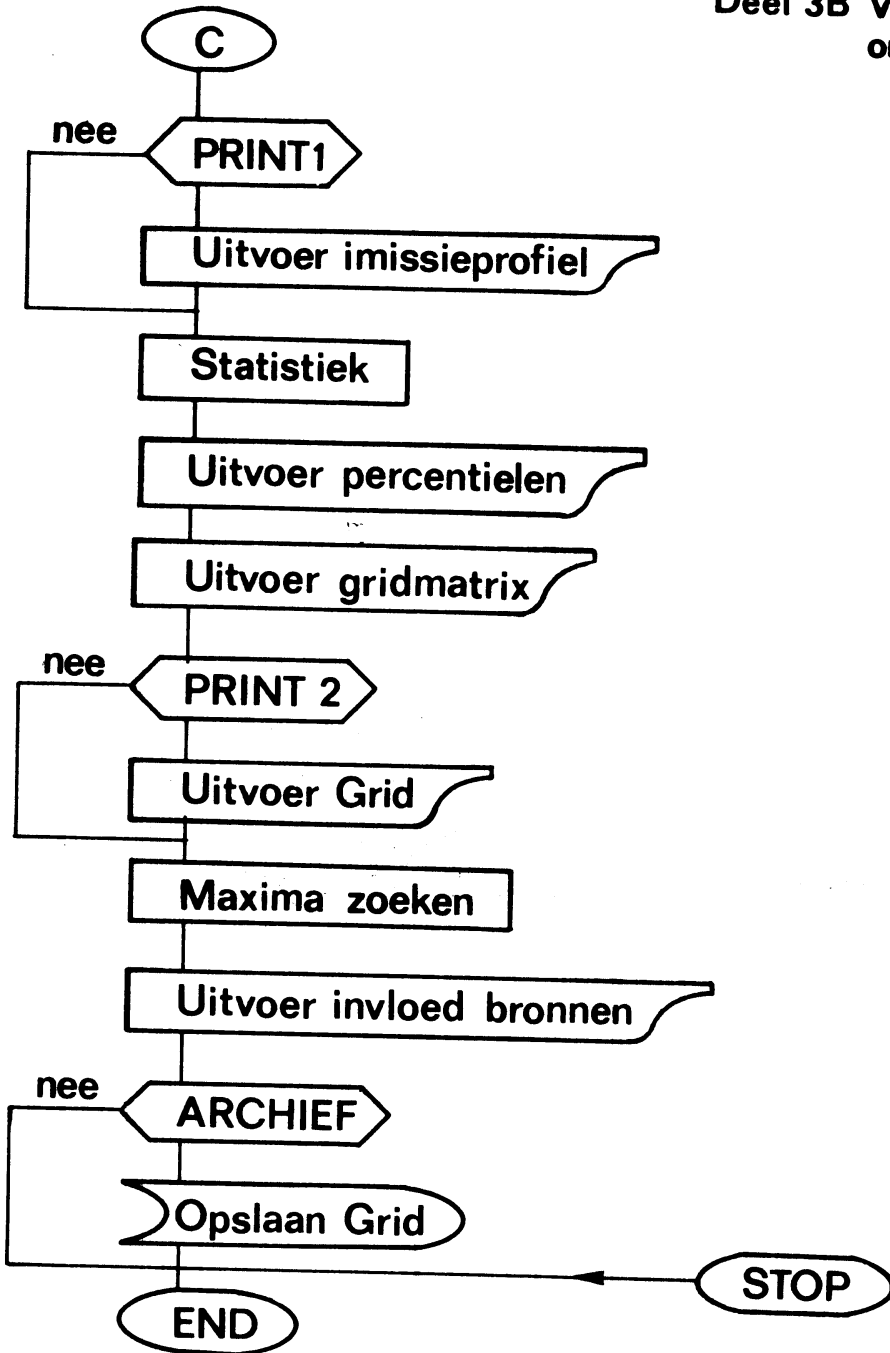 Deel 3B
C
nee
PRINT1
Uitvoer imissieprofiel
Statistiek
Uitvoer percentielen
Uitvoer gridmatrix
nee
PRINT 2
Uitvoer Grid
Maxima zoeken
Uitvoer invloed bronnen
nee
ARCHIEF
Opslaan Grid
STOP
END